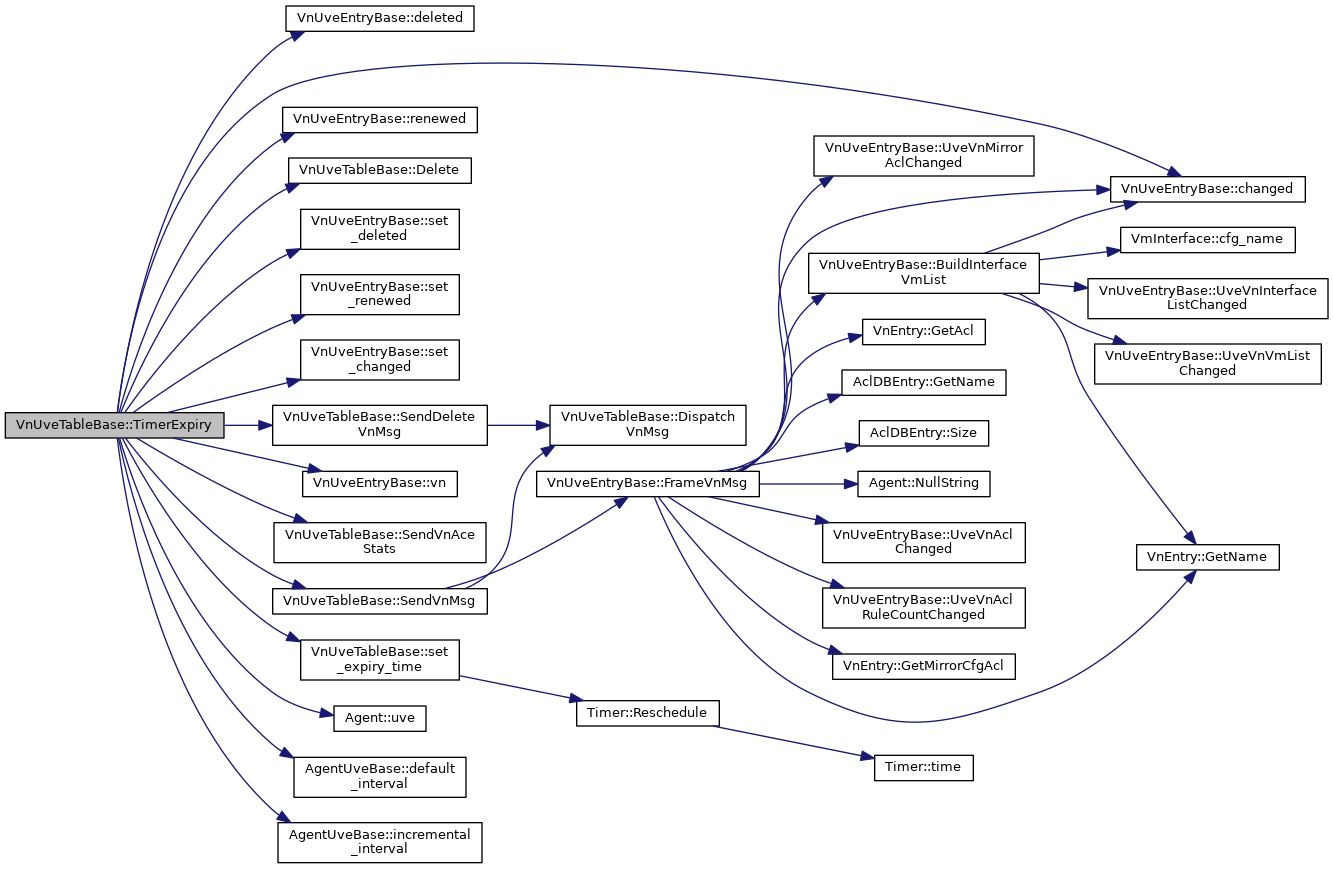 VnUveTableBase::TimerExpiry
VnUveEntryBase::deleted
VnUveEntryBase::renewed
VnUveTableBase::Delete
VnUveEntryBase::set
_deleted
VnUveEntryBase::set
_renewed
VnUveEntryBase::set
_changed
VnUveTableBase::SendDelete
VnMsg
VnUveEntryBase::vn
VnUveTableBase::SendVnAce
Stats
VnUveTableBase::SendVnMsg
VnUveTableBase::set
_expiry_time
Agent::uve
AgentUveBase::default
_interval
AgentUveBase::incremental
_interval
VnUveTableBase::Dispatch
VnMsg
VnUveEntryBase::FrameVnMsg
Timer::Reschedule
VnUveEntryBase::UveVnMirror
AclChanged
VnUveEntryBase::BuildInterface
VmList
VnEntry::GetAcl
AclDBEntry::GetName
AclDBEntry::Size
Agent::NullString
VnUveEntryBase::UveVnAcl
Changed
VnUveEntryBase::UveVnAcl
RuleCountChanged
VnEntry::GetMirrorCfgAcl
Timer::time
VnUveEntryBase::changed
VmInterface::cfg_name
VnUveEntryBase::UveVnInterface
ListChanged
VnUveEntryBase::UveVnVmList
Changed
VnEntry::GetName